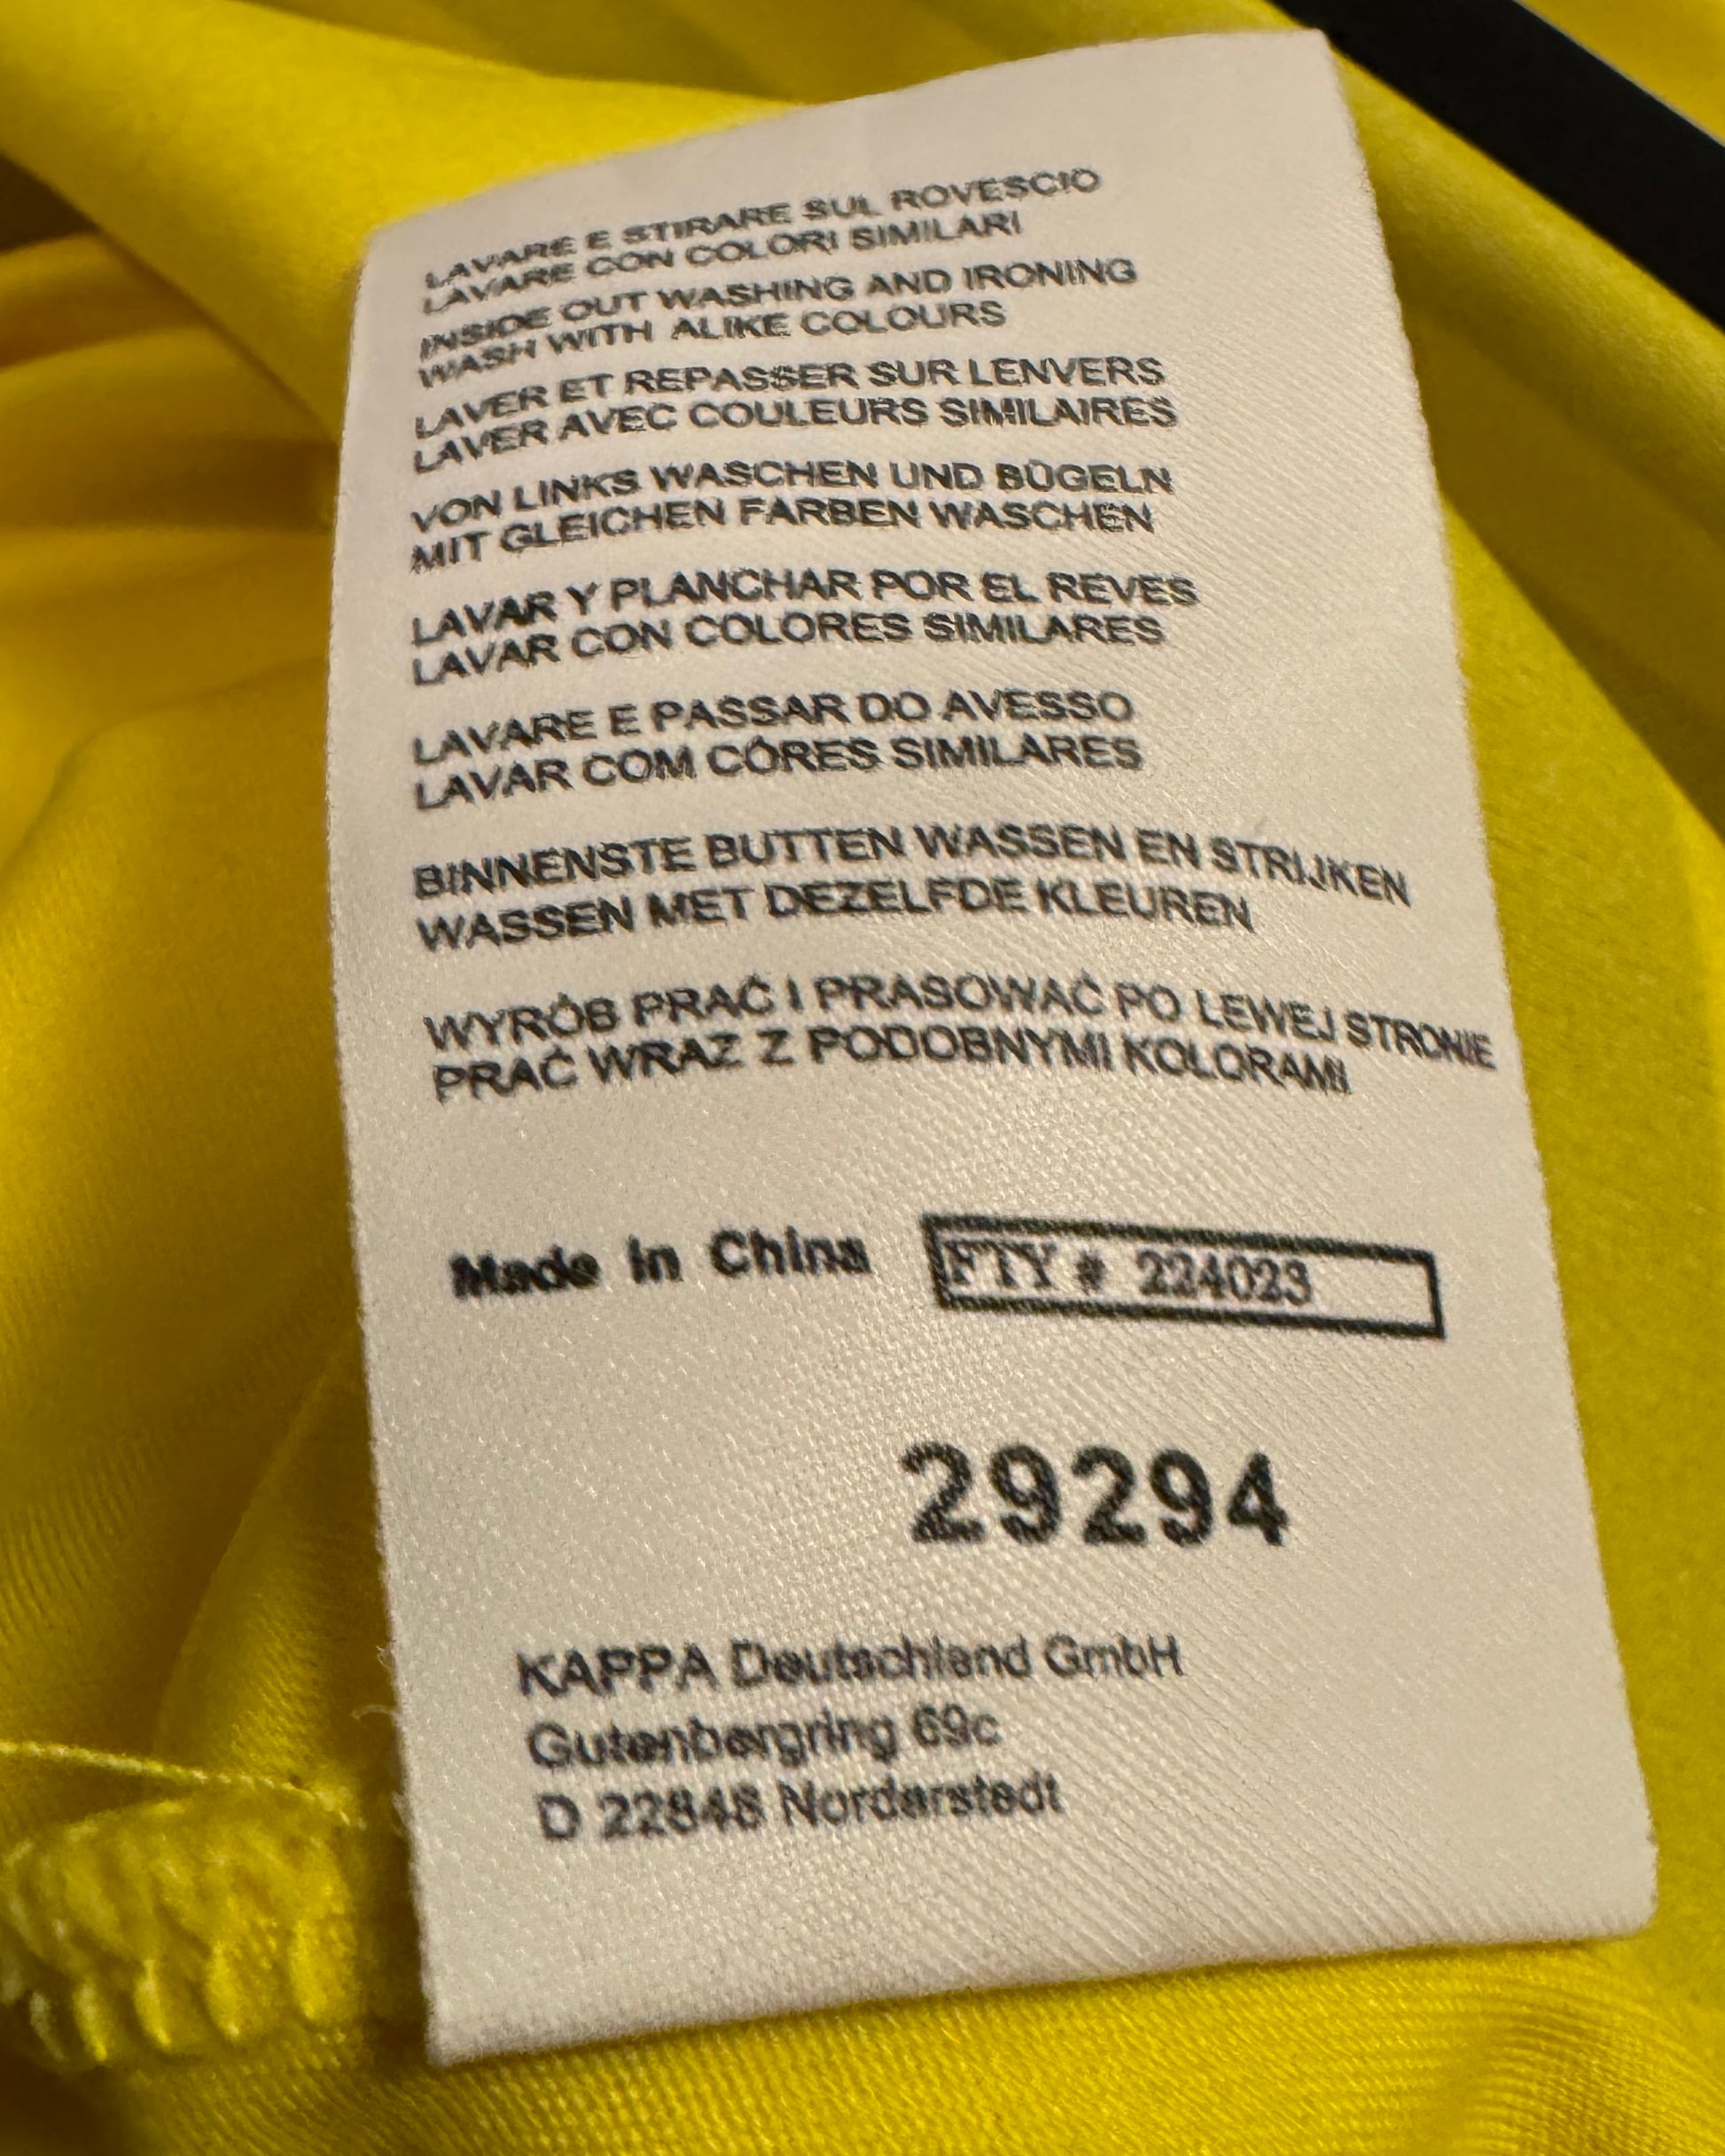 LAVARE E STIRARE SUL ROVESCIO
LAVARE CON COLORI SIMILARI
INSIDE OUT WASHING AND IRONING
WASH WITH ALIKE COLOURS
LAVER ET REPASSER SUR LENVERS
LAVER AVEC COULEURS SIMILAIRES
VON LINKS WASCHEN UND BÜGELN
MIT GLEICHEN FARBEN WASCHEN
LAVAR Y PLANCHAR POR EL REVES
LAVAR CON COLORES SIMILARES
LAVARE E PASSAR DO AVESSO
LAVAR COM CÔRES SIMILARES
BINNENSTE BUTTEN WASSEN EN STRIJKEN
WASSEN MET DEZELFDE KLEUREN
WYRÓB PRAĆ I PRASOWAĆ PO LEWEJ STRONIE
PRAĆ WRAZ Z PODOBNYMI KOLORAMI
Made in China FTY # 224023
29294
KAPPA Deutschland GmbH
Gutenbergring 69c
D 22848 Norderstedt